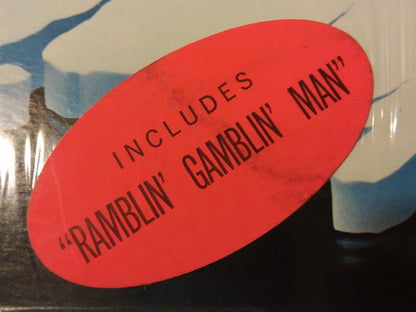 INCLUDES
“RAMBLIN’ GAMBLIN’ MAN”